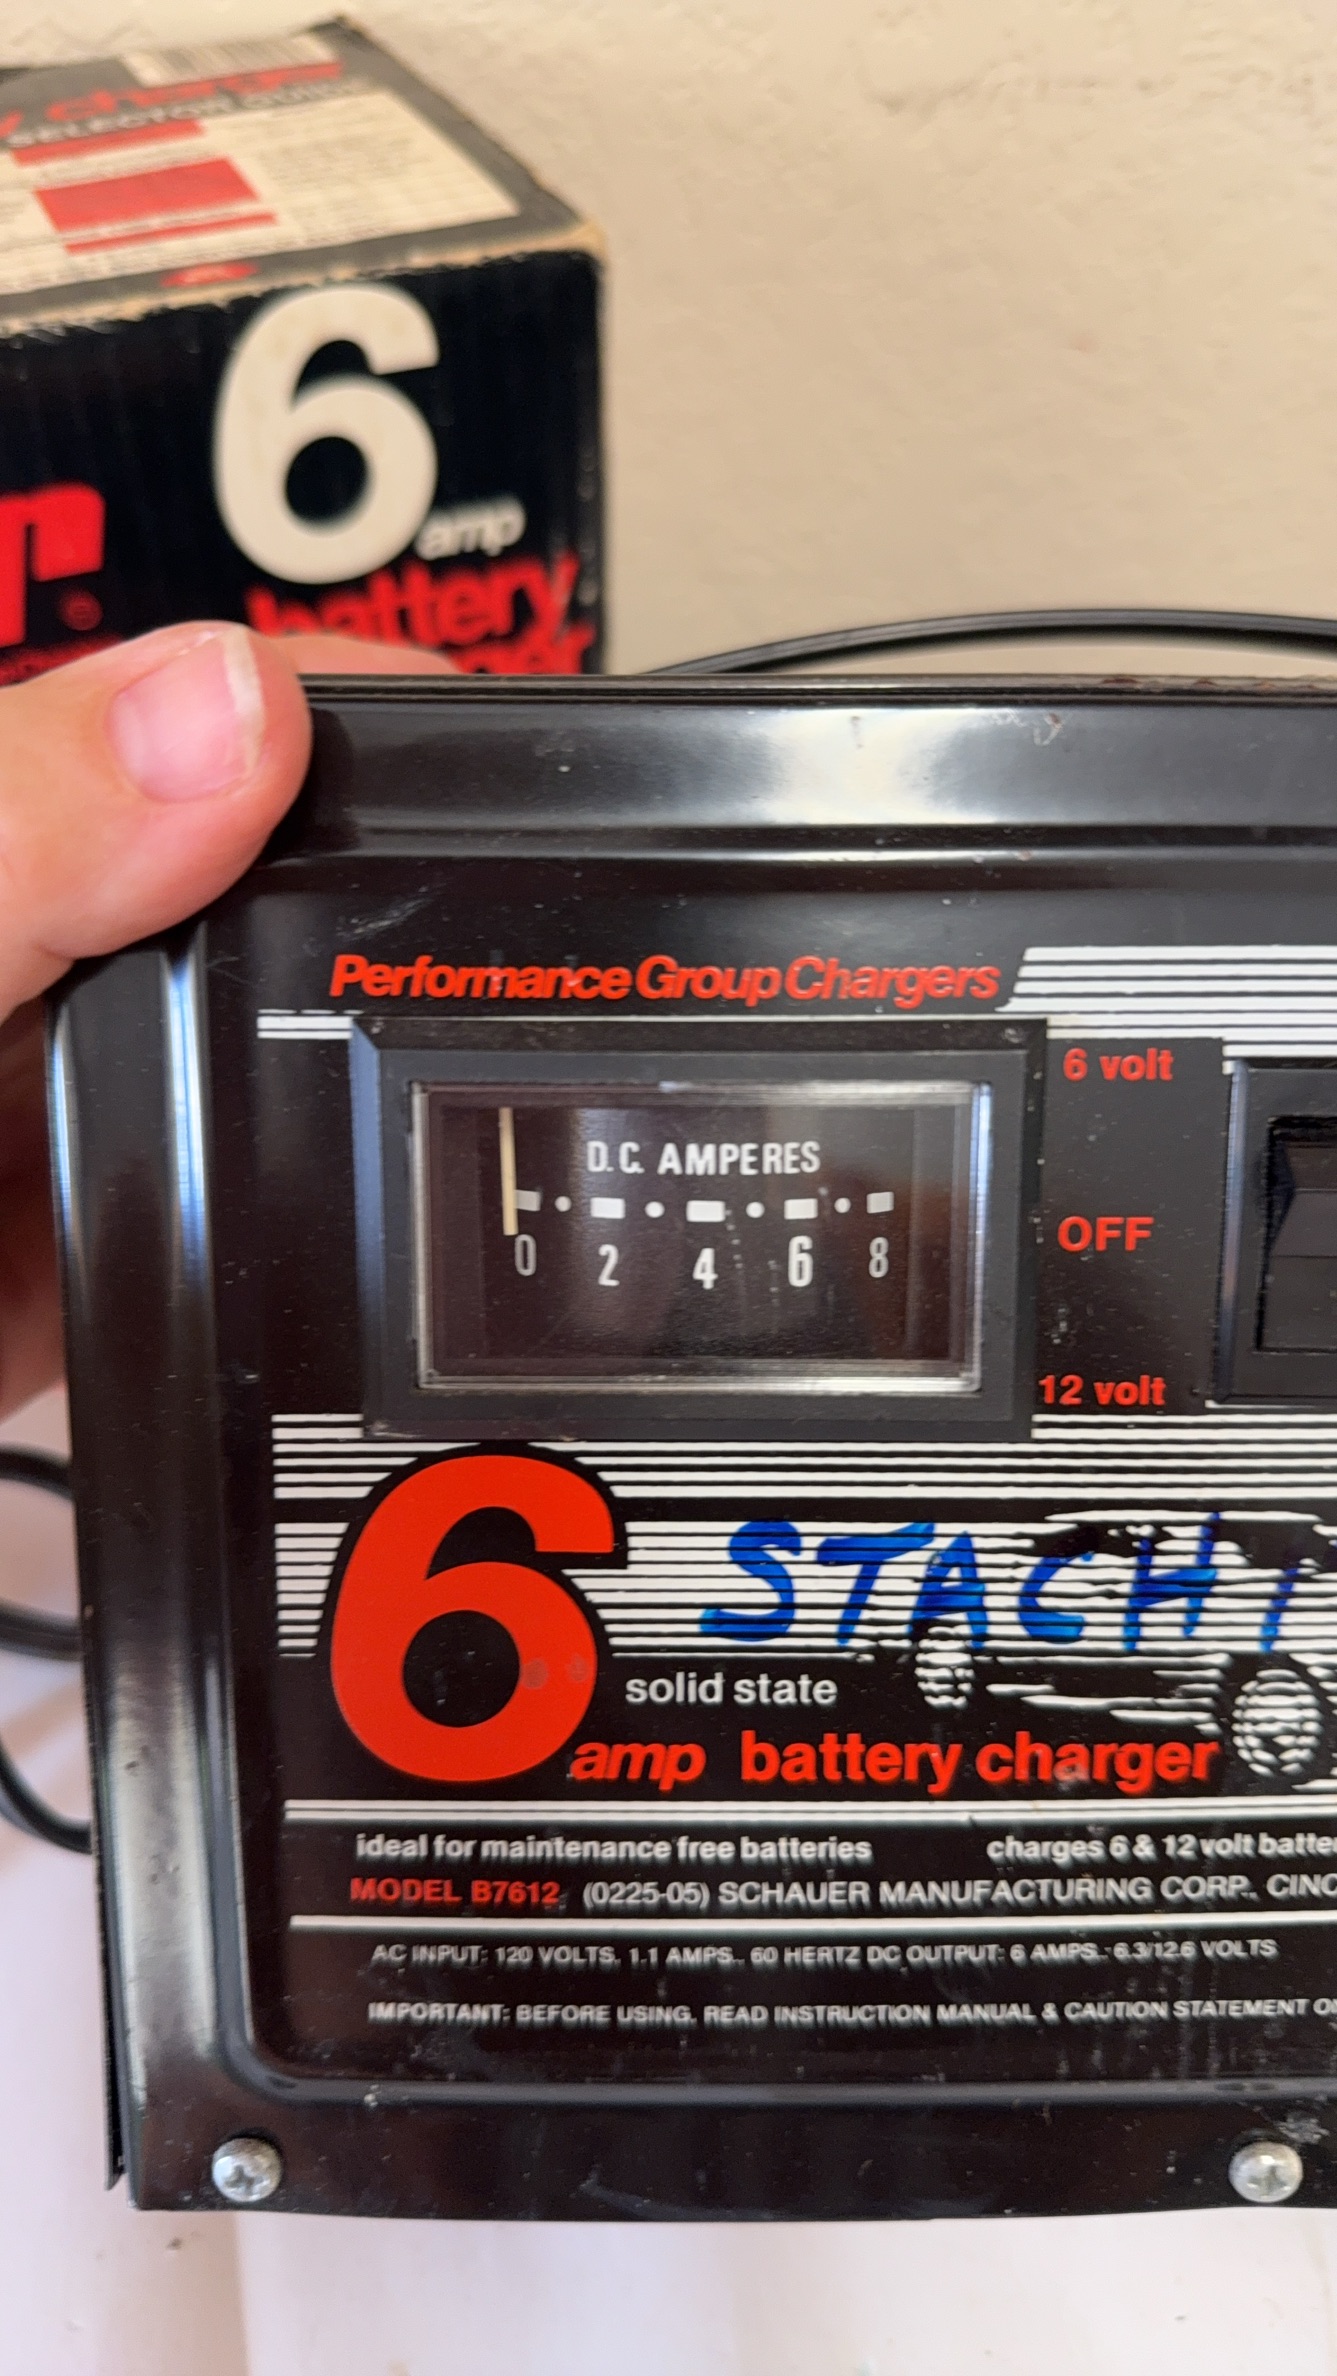 SELECTOR GUIDE
6
amp
battery
Performance Group Chargers
6 volt
D.C. AMPERES
0 2 4 6 8
OFF
12 volt
STACH
6
solid state
amp battery charger
ideal for maintenance free batteries charges 6 & 12 volt
MODEL B7612 (0225-05) SCHAUER MANUFACTURING CORP.,
AC INPUT: 120 VOLTS, 1.1 AMPS., 60 HERTZ DC OUTPUT: 6 AMPS.-6.3/12.6 VOLTS
IMPORTANT: BEFORE USING, READ INSTRUCTION MANUAL & CAUTION STATEMENT